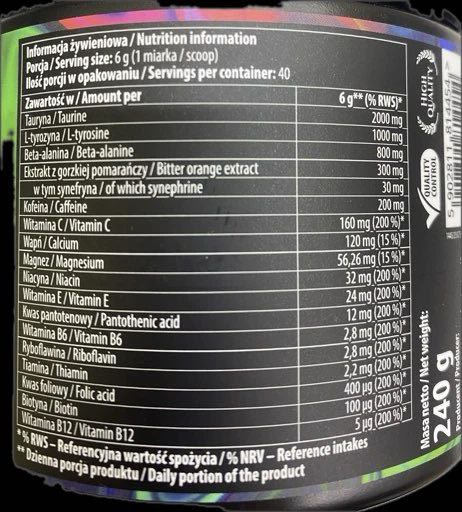 Informacja żywieniowa / Nutrition information
Porcja / Serving size: 6 g (1 miarka / scoop)
Ilość porcji w opakowaniu / Servings per container: 40
Zawartość w / Amount per 6 g** (% RWS)*
Tauryna / Taurine 2000 mg
L-tyrozyna / L-tyrosine 1000 mg
Beta-alanina / Beta-alanine 800 mg
Ekstrakt z gorzkiej pomarańczy / Bitter orange extract 300 mg
w tym synefryna / of which synephrine 30 mg
Kofeina / Caffeine 200 mg
Witamina C / Vitamin C 160 mg (200 %)*
Wapń / Calcium 120 mg (15 %)*
Magnez / Magnesium 56,26 mg (15 %)*
Niacyna / Niacin 32 mg (200 %)*
Witamina E / Vitamin E 24 mg (200 %)*
Kwas pantotenowy / Pantothenic acid 12 mg (200 %)*
Witamina B6 / Vitamin B6 2,8 mg (200 %)*
Ryboflawina / Riboflavin 2,8 mg (200 %)*
Tiamina / Thiamin 2,2 mg (200 %)*
Kwas foliowy / Folic acid 400 µg (200 %)*
Biotyna / Biotin 100 µg (200 %)*
Witamina B12 / Vitamin B12 5 µg (200 %)*
* % RWS – Referencyjna wartość spożycia / % NRV – Reference intakes
** Dzienna porcja produktu / Daily portion of the product
HIGH
QUALITY
QUALITY
CONTROL
Masa netto / Net weight:
240 g
Producent / Producer: